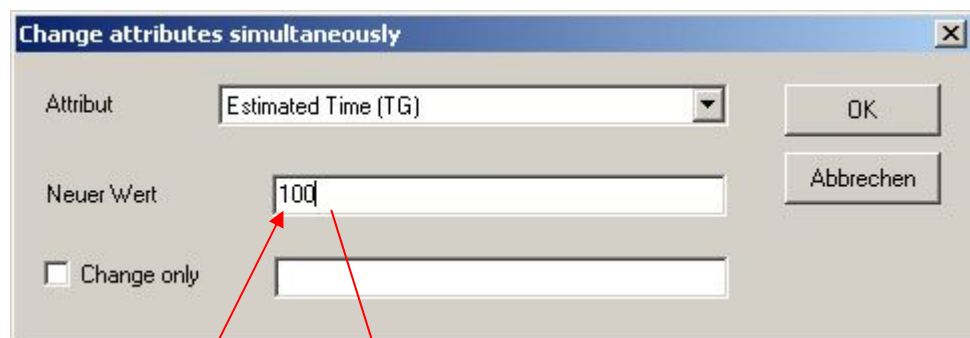 Change attributes simultaneously
Attribut
Estimated Time (TG)
OK
Neuer Wert
100
Abbrechen
Change only